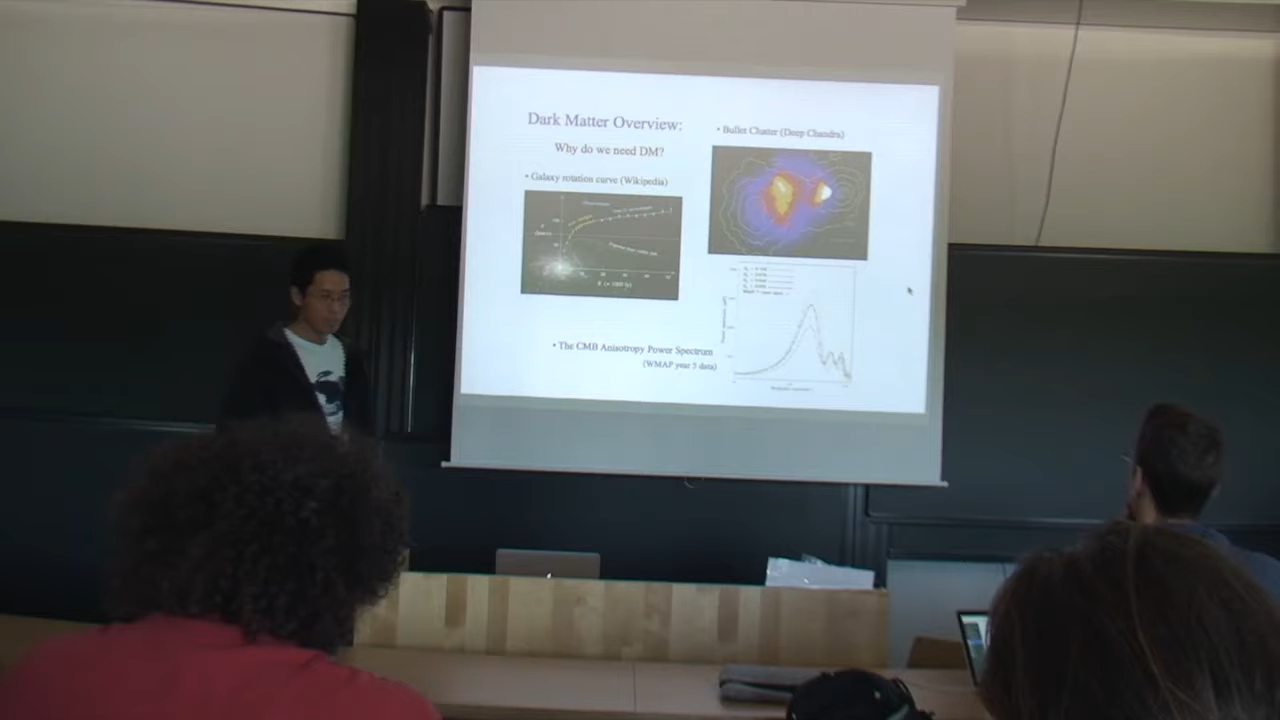 Dark Matter Overview:
Why do we need DM?
• Galaxy rotation curve (Wikipedia)
• Bullet Cluster (Deep Chandra)
• The CMB Anisotropy Power Spectrum
(WMAP year 5 data)